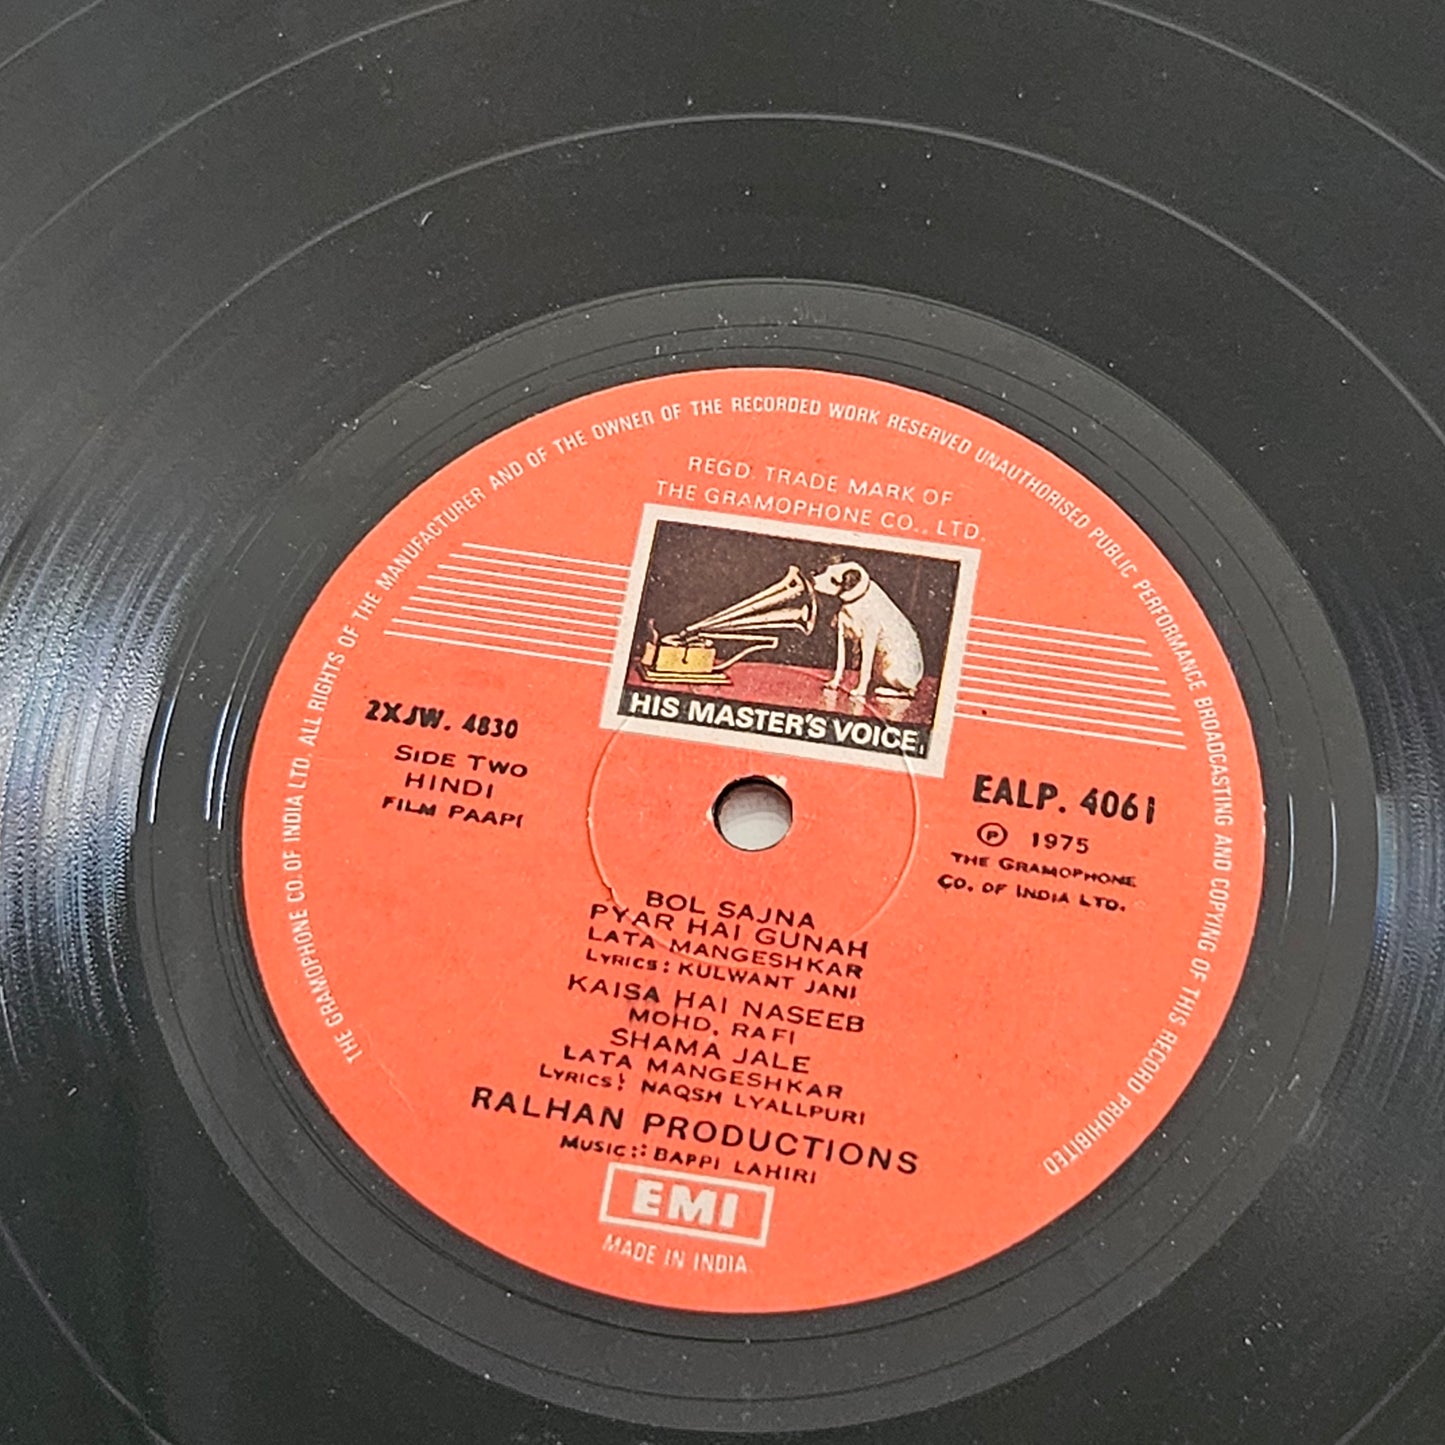 THE GRAMOPHONE CO. OF INDIA LTD. ALL RIGHTS OF THE MANUFACTURER AND OF THE OWNER OF THE RECORDED WORK RESERVED UNAUTHORISED PUBLIC PERFORMANCE BROADCASTING AND COPYING OF THIS RECORD PROHIBITED
REGD. TRADE MARK OF
THE GRAMOPHONE CO., LTD.
HIS MASTER'S VOICE
2XJW. 4830
SIDE TWO
HINDI
FILM PAAPI
EALP. 4061
Ⓟ 1975
THE GRAMOPHONE
CO. OF INDIA LTD.
BOL SAJNA
PYAR HAI GUNAH
LATA MANGESHKAR
LYRICS: KULWANT JANI
KAISA HAI NASEEB
MOHD. RAFI
SHAMA JALE
LATA MANGESHKAR
LYRICS: NAQSH LYALLPURI
RALHAN PRODUCTIONS
MUSIC:: BAPPI LAHIRI
EMI
MADE IN INDIA